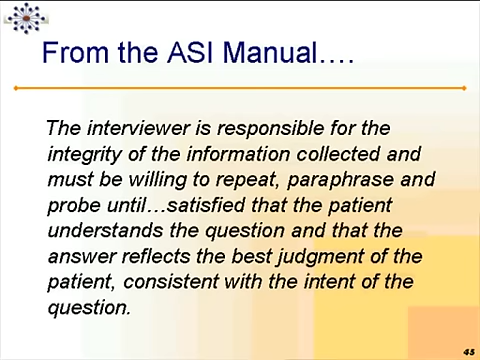 From the ASI Manual….
The interviewer is responsible for the
integrity of the information collected and
must be willing to repeat, paraphrase and
probe until…satisfied that the patient
understands the question and that the
answer reflects the best judgment of the
patient, consistent with the intent of the
question.
45